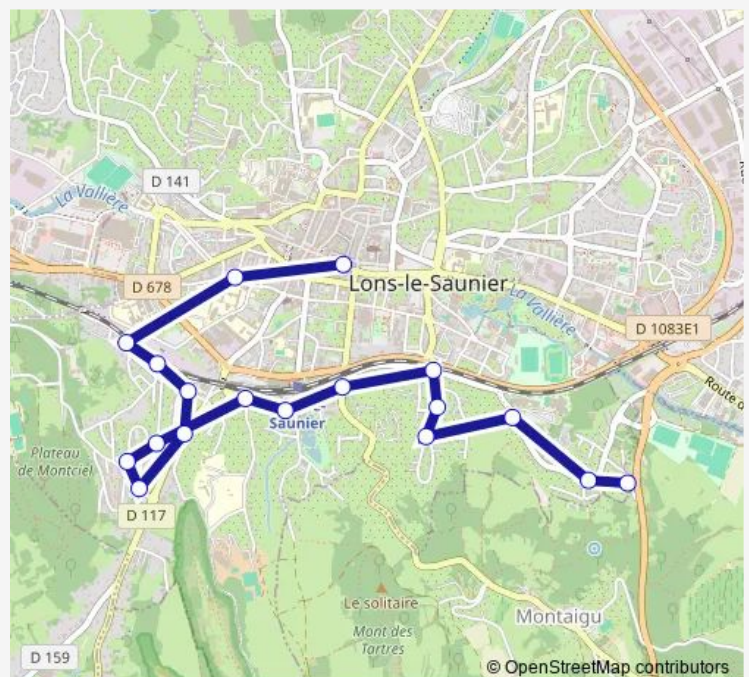 D 141
La Vallière
D 678
Lons-le-Saunier
La Vallière
D 1083E1
Route d
Saunier
Plateau
de Montciel
D 117
Le solitaire
Mont des
Tartres
Montaigu
D 159
© OpenStreetMap contributors